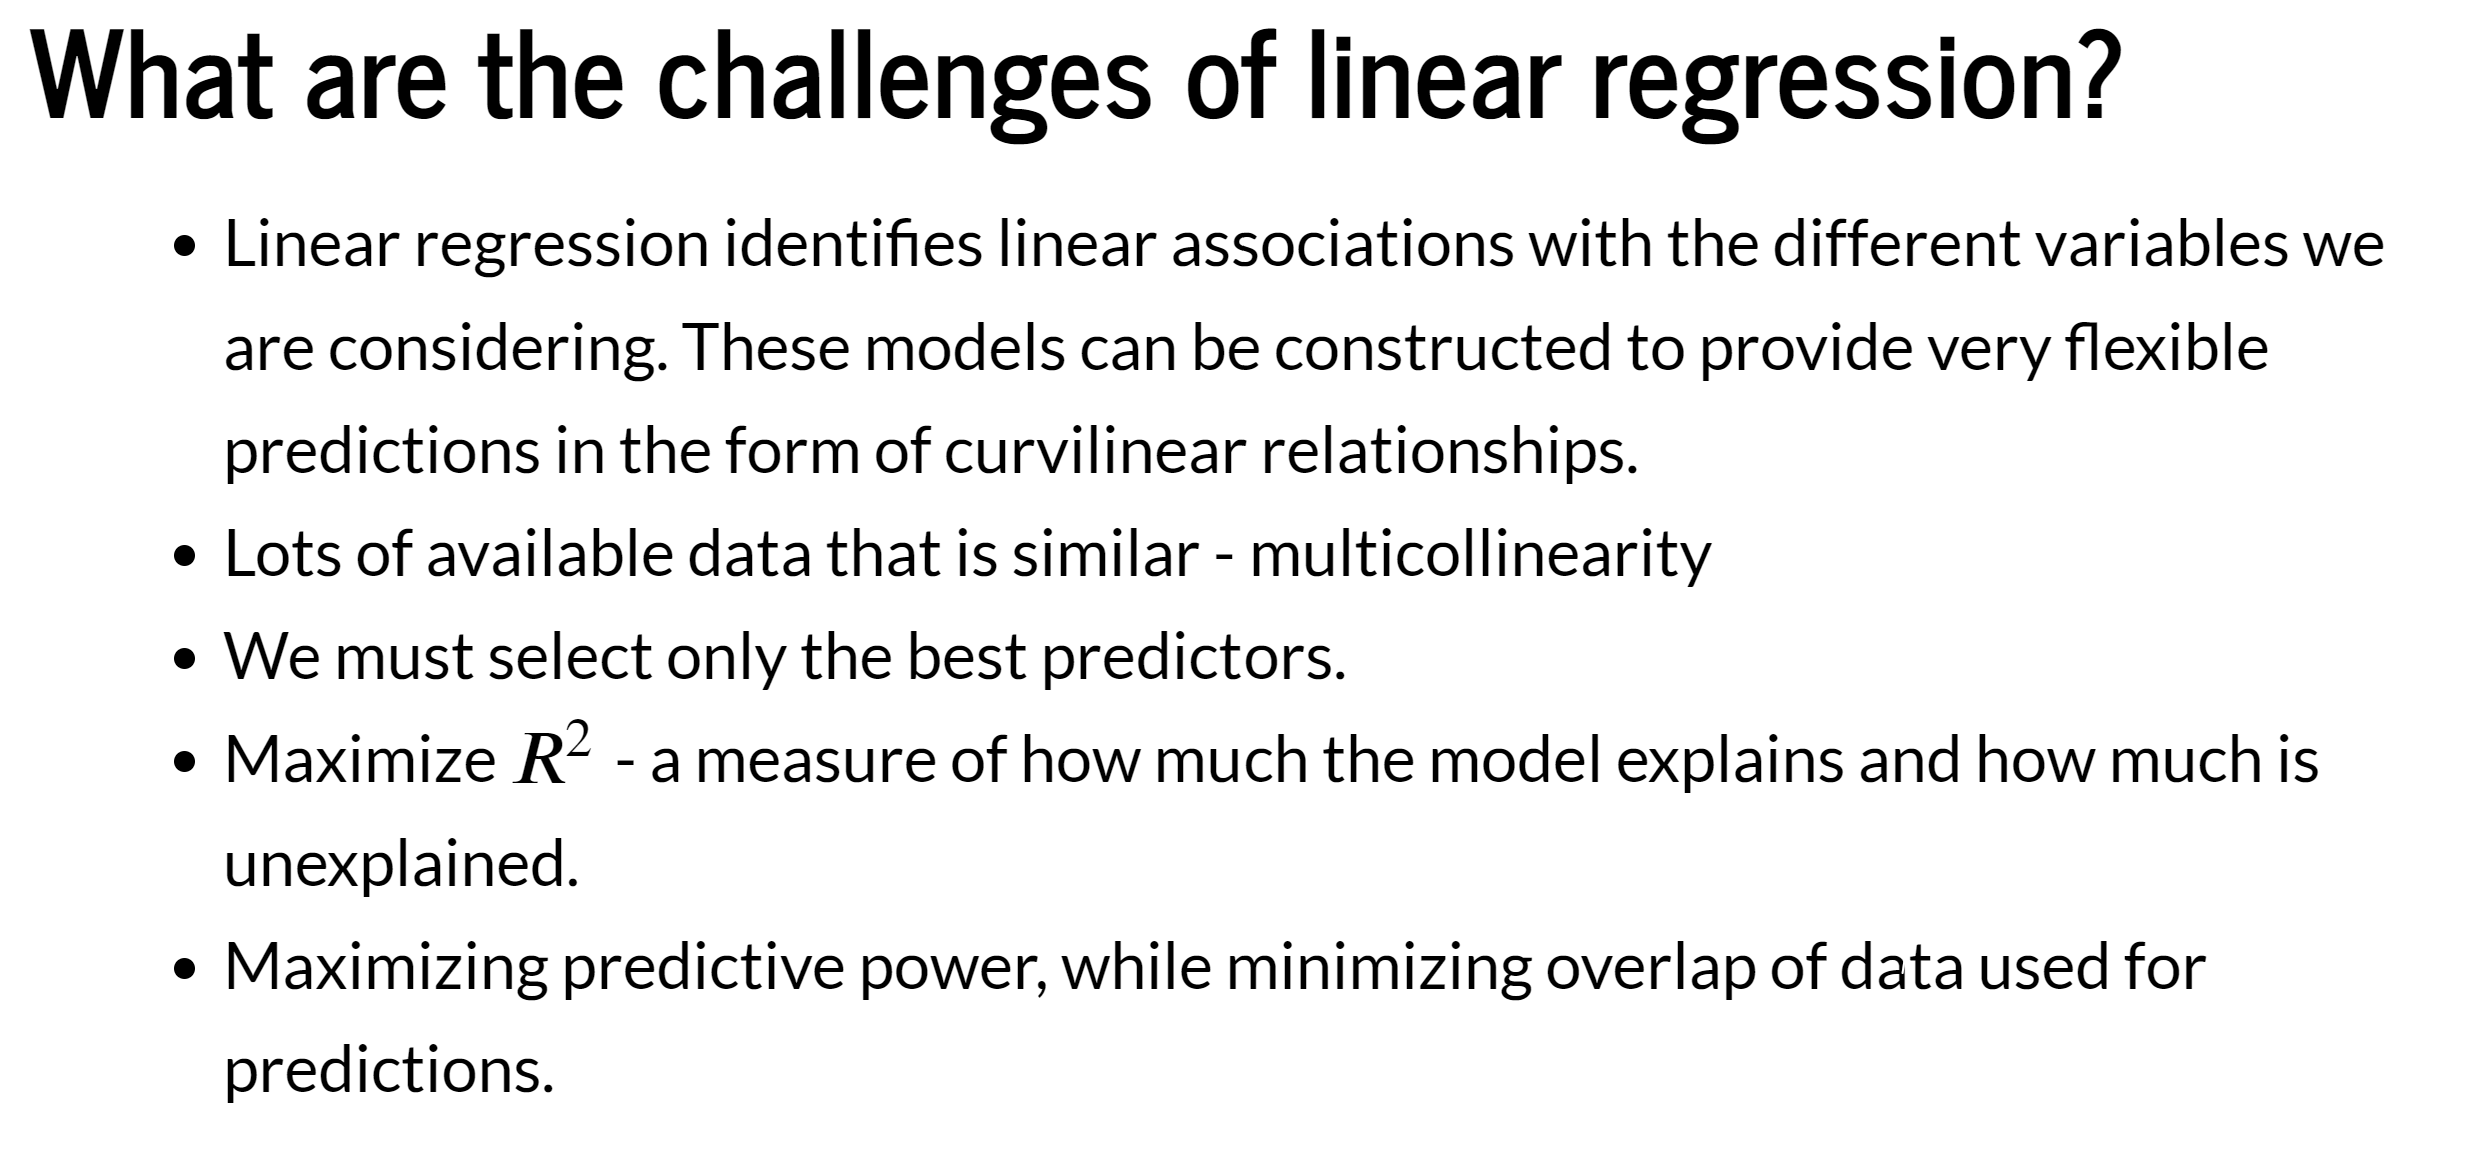 What are the challenges of linear regression?
• Linear regression identifies linear associations with the different variables we
are considering. These models can be constructed to provide very flexible
predictions in the form of curvilinear relationships.
• Lots of available data that is similar - multicollinearity
• We must select only the best predictors.
• Maximize R² - a measure of how much the model explains and how much is
unexplained.
• Maximizing predictive power, while minimizing overlap of data used for
predictions.